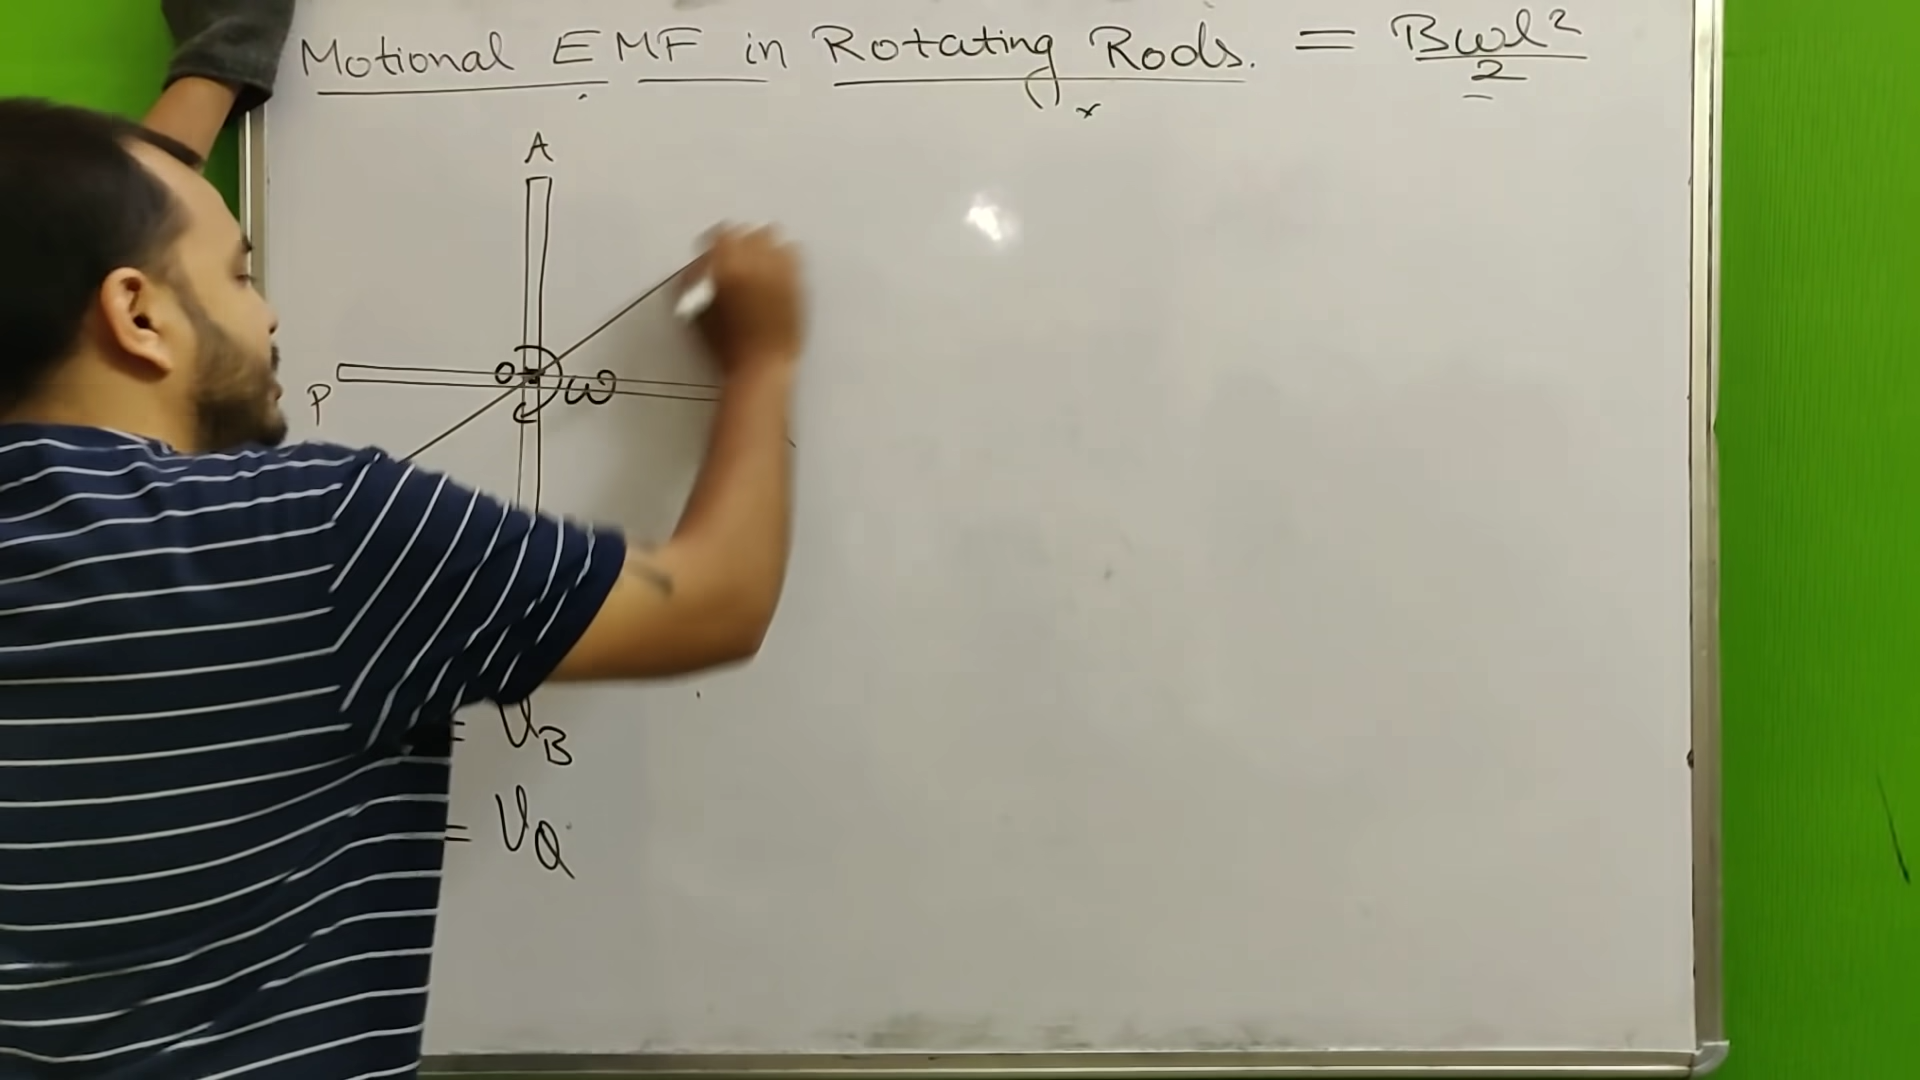 Motional EMF in Rotating Rods. = Bωl²/2
A
O
ω
P
= V_B
= V_Q